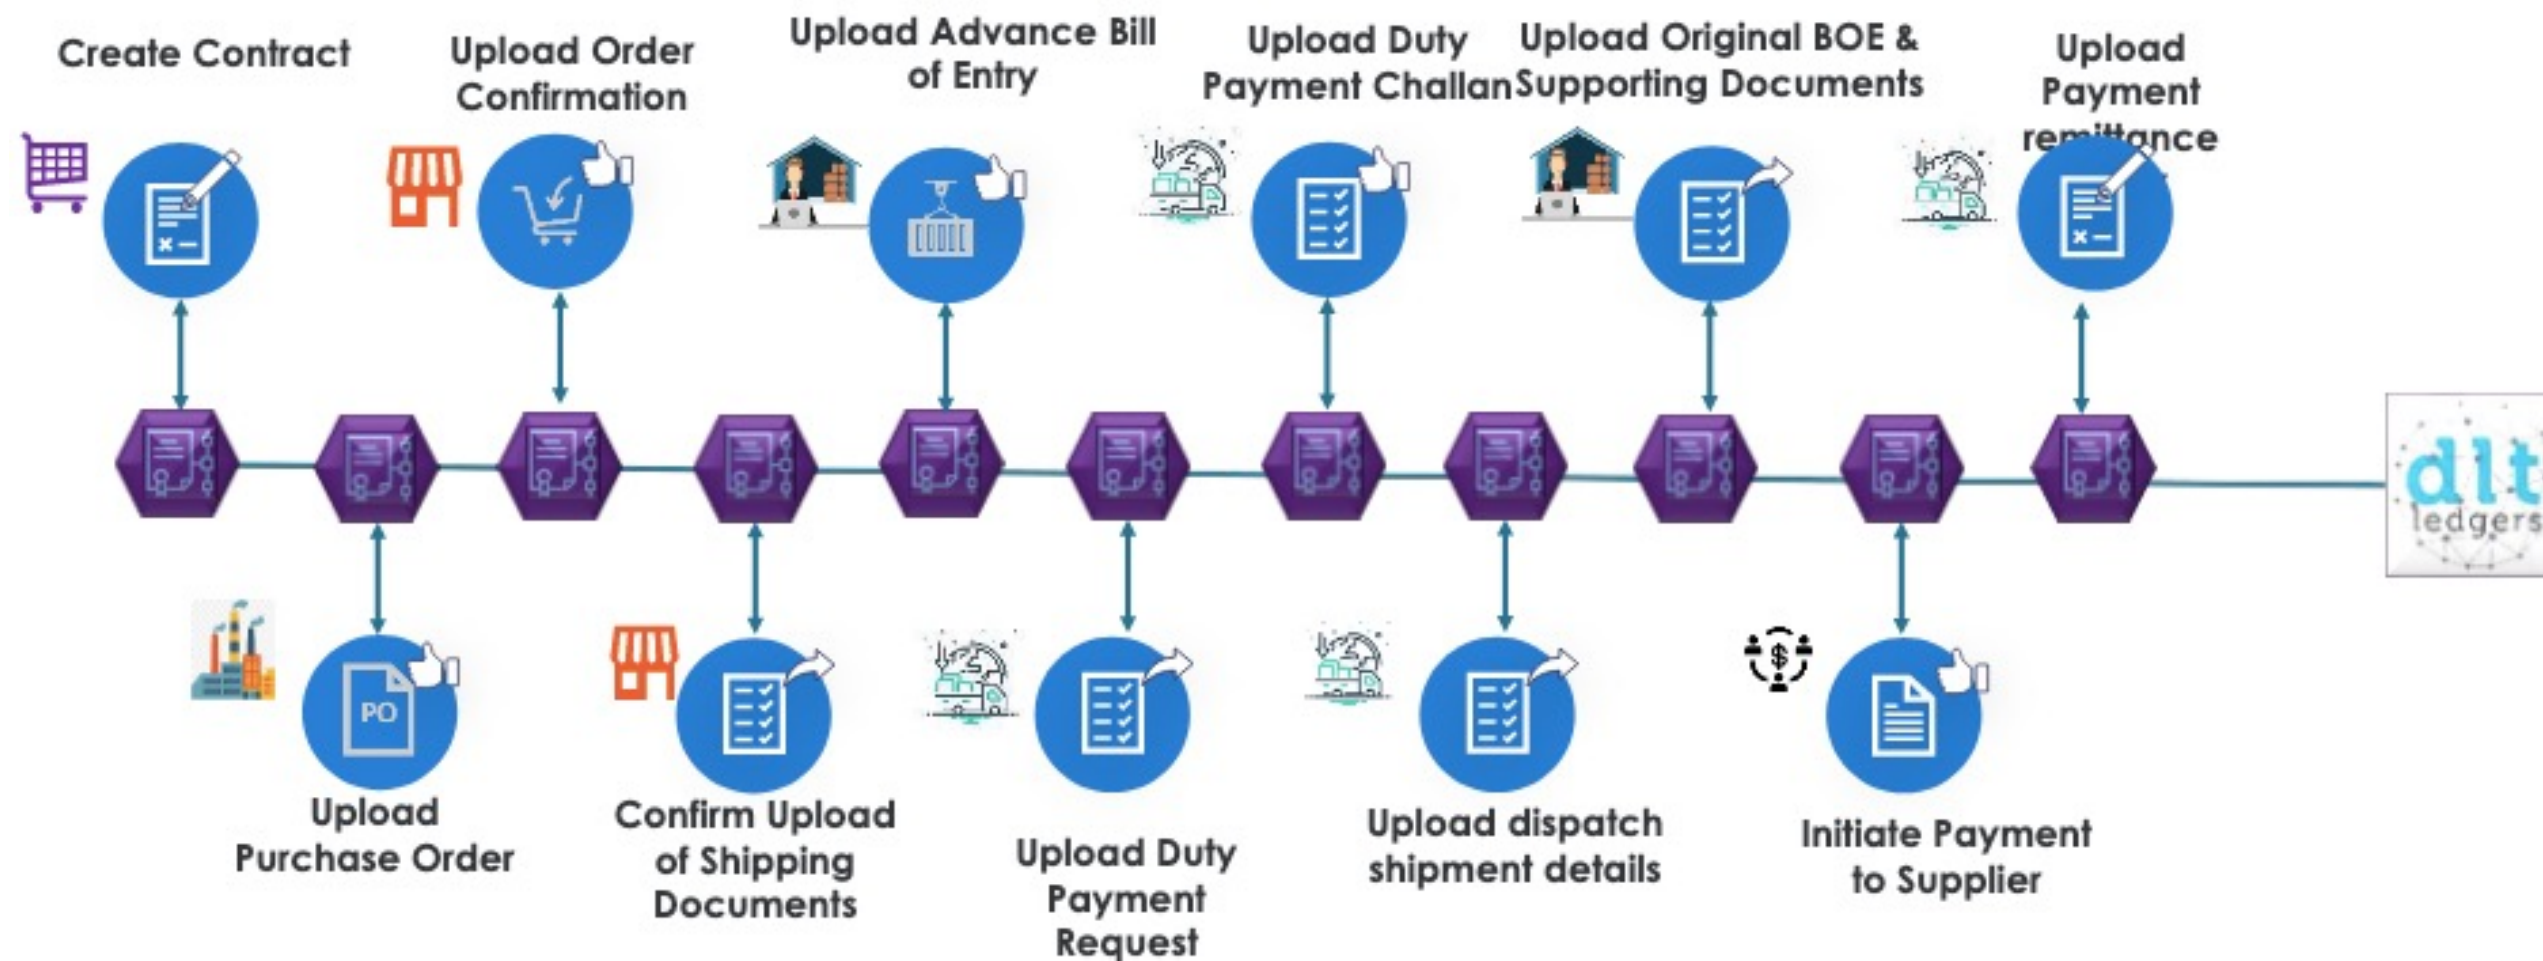 Create Contract
Upload Order
Confirmation
Upload Advance Bill
of Entry
Upload Duty
Payment Challan
Upload Original BOE &
Supporting Documents
Upload
Payment
remittance
dlt
ledgers
PO
Upload
Purchase Order
Confirm Upload
of Shipping
Documents
Upload Duty
Payment
Request
Upload dispatch
shipment details
$
Initiate Payment
to Supplier